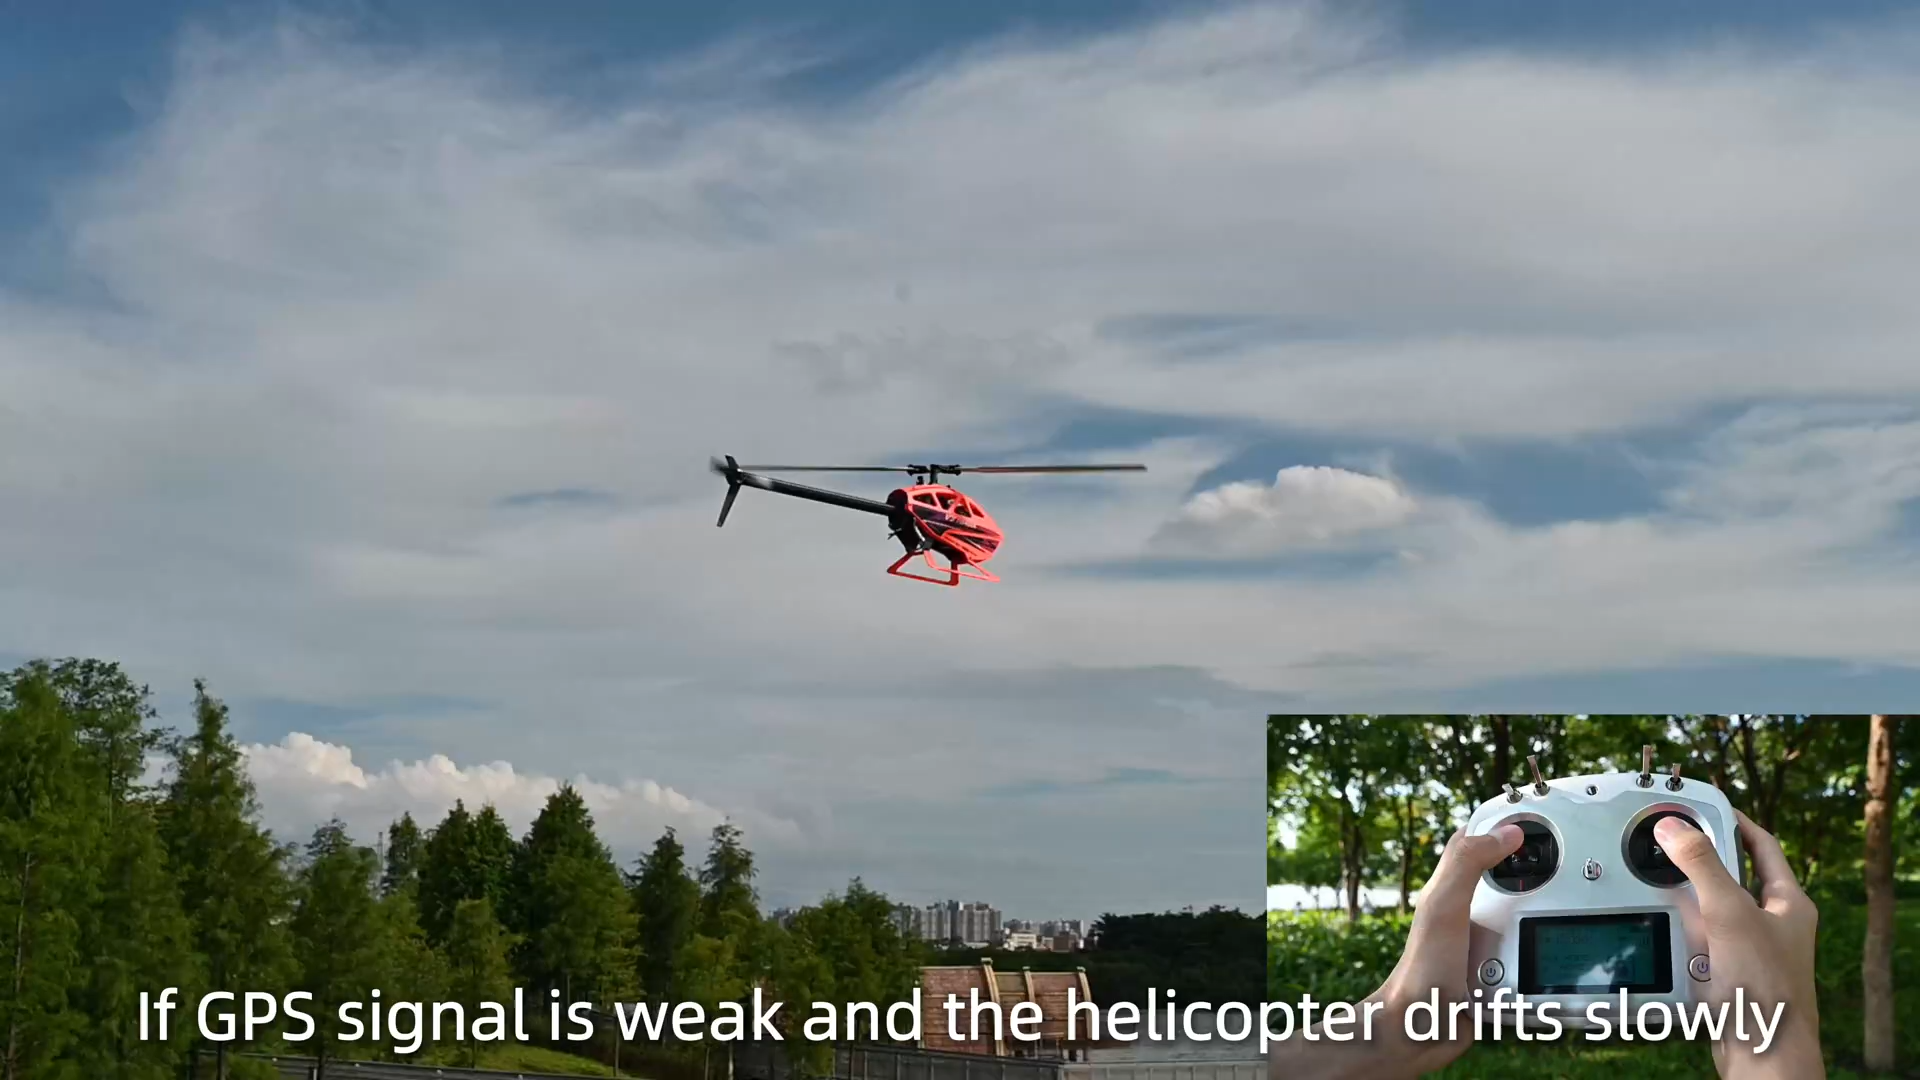 If GPS signal is weak and the helicopter drifts slowly